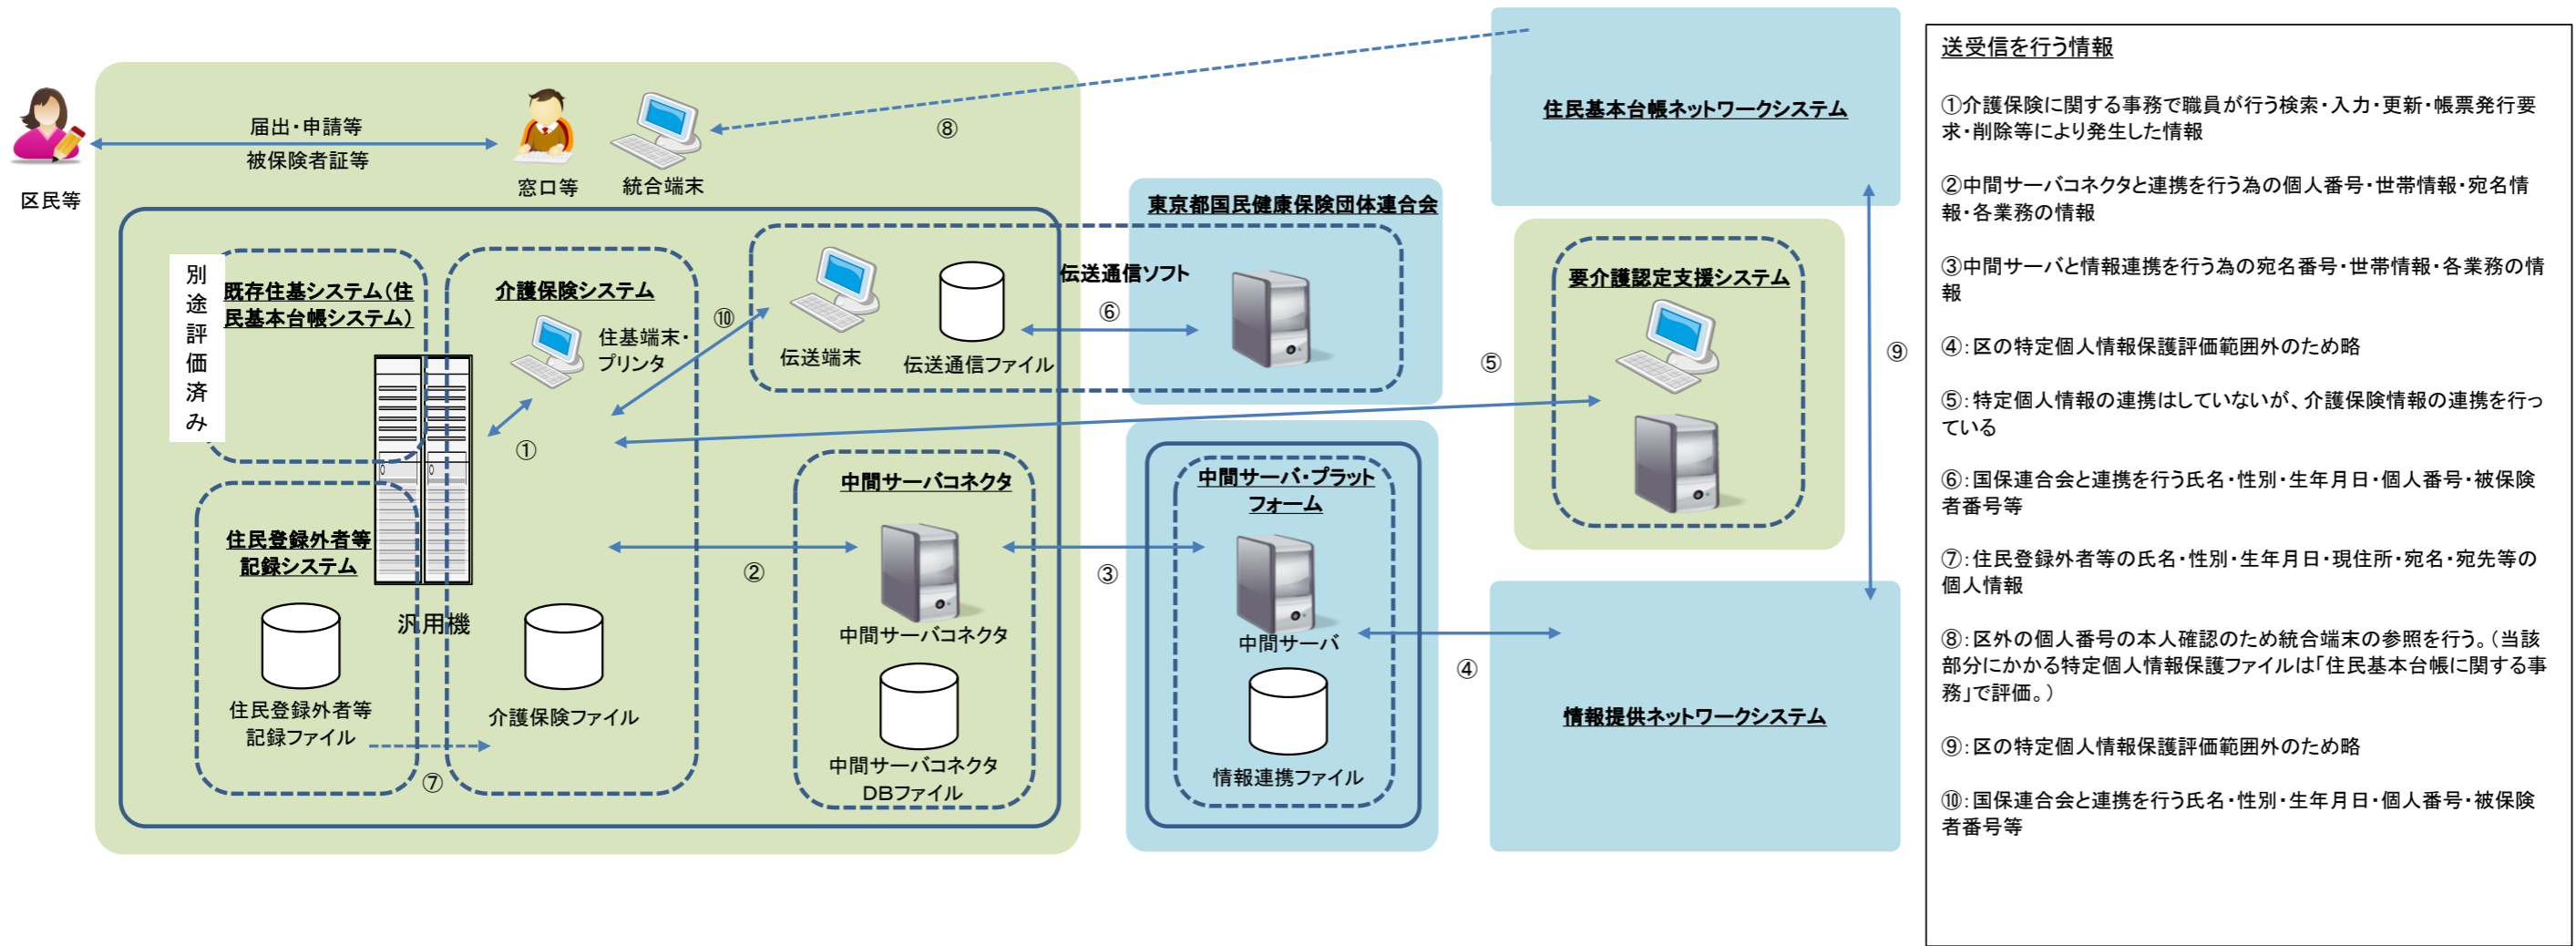 区民等
届出・申請等
被保険者証等
窓口等
統合端末
⑧
住民基本台帳ネットワークシステム
東京都国民健康保険団体連合会
別途評価済み
既存住基システム（住
民基本台帳システム）
介護保険システム
住基端末・
プリンタ
①
⑩
伝送端末
伝送通信ファイル
伝送通信ソフト
⑥
⑤
要介護認定支援システム
⑨
住民登録外者等
記録システム
汎用機
住民登録外者等
記録ファイル
⑦
介護保険ファイル
②
中間サーバコネクタ
中間サーバコネクタ
中間サーバコネクタ
DBファイル
③
中間サーバ・プラット
フォーム
中間サーバ
情報連携ファイル
④
情報提供ネットワークシステム
送受信を行う情報
①介護保険に関する事務で職員が行う検索・入力・更新・帳票発行要
求・削除等により発生した情報
②中間サーバコネクタと連携を行う為の個人番号・世帯情報・宛名情
報・各業務の情報
③中間サーバと情報連携を行う為の宛名番号・世帯情報・各業務の情
報
④：区の特定個人情報保護評価範囲外のため略
⑤：特定個人情報の連携はしていないが、介護保険情報の連携を行っ
ている
⑥：国保連合会と連携を行う氏名・性別・生年月日・個人番号・被保険
者番号等
⑦：住民登録外者等の氏名・性別・生年月日・現住所・宛名・宛先等の
個人情報
⑧：区外の個人番号の本人確認のため統合端末の参照を行う。（当該
部分にかかる特定個人情報保護ファイルは「住民基本台帳に関する事
務」で評価。）
⑨：区の特定個人情報保護評価範囲外のため略
⑩：国保連合会と連携を行う氏名・性別・生年月日・個人番号・被保険
者番号等